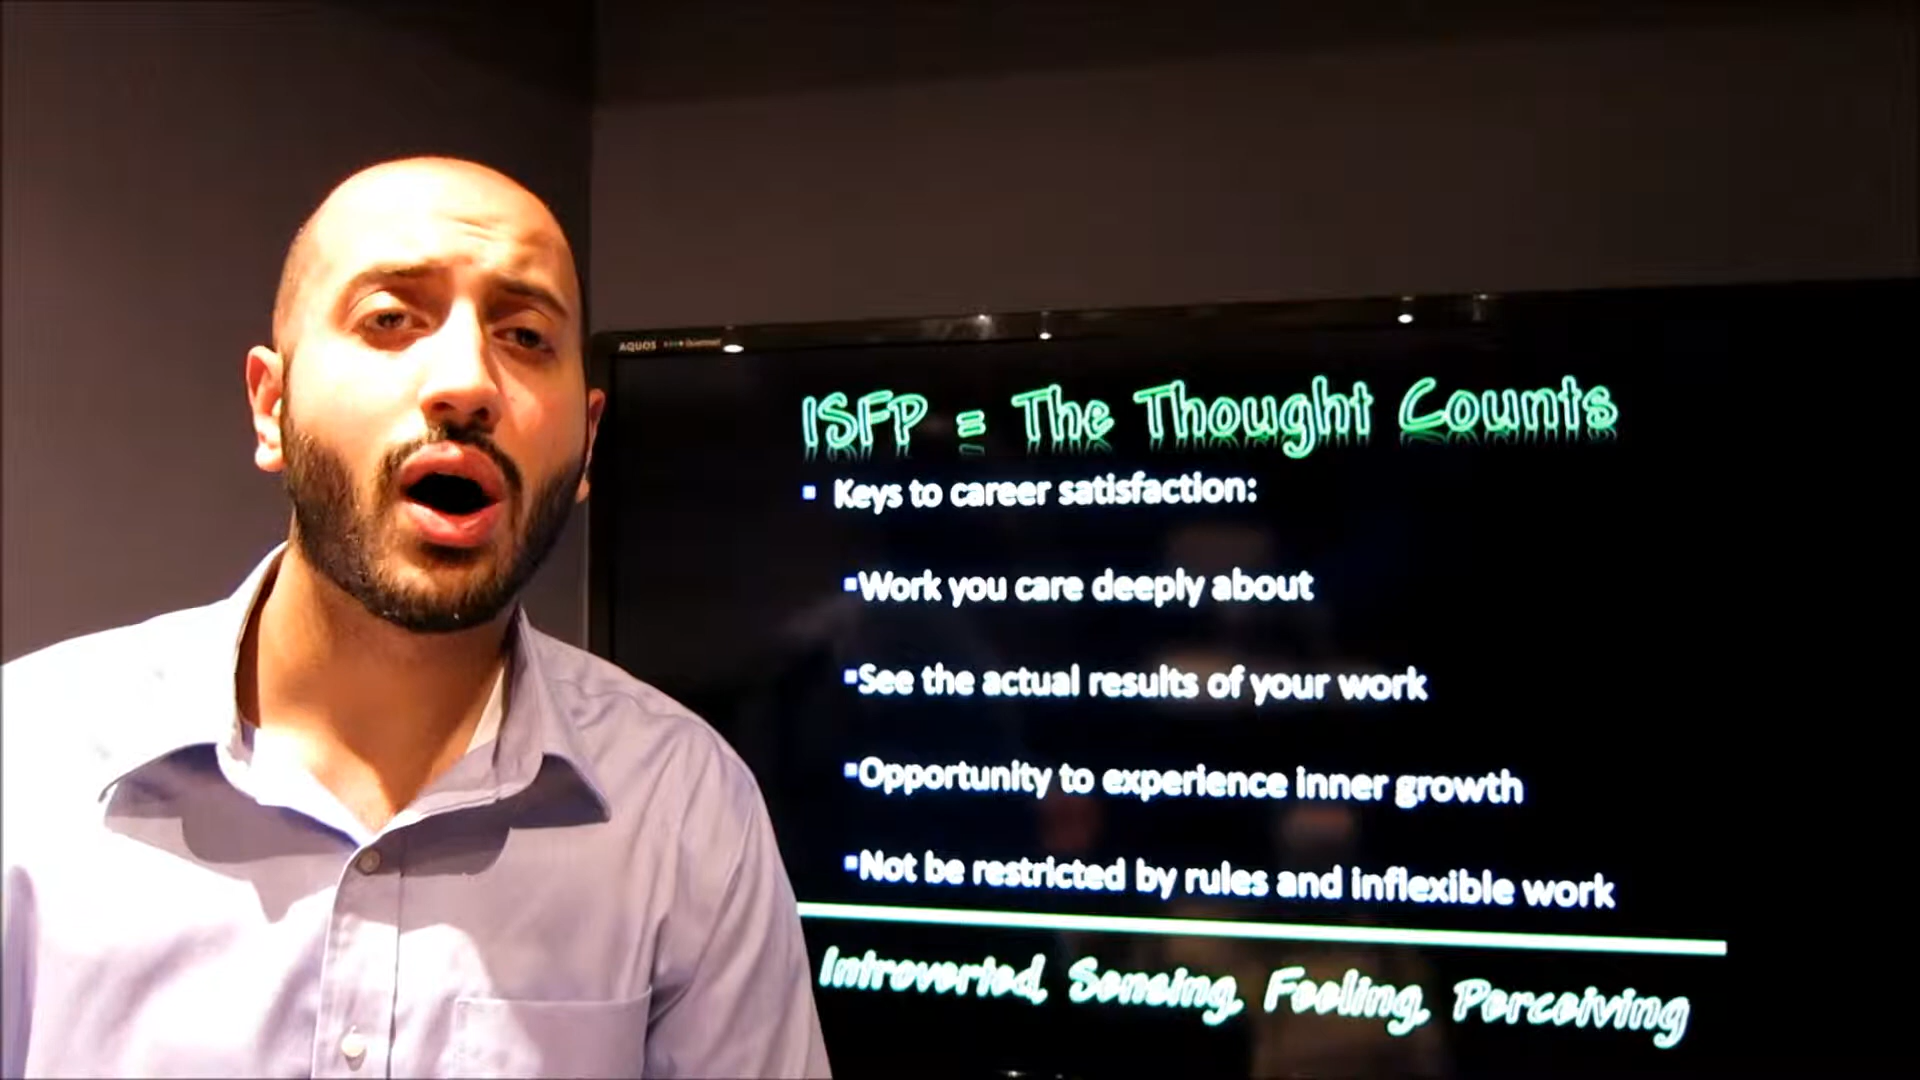 AQUOS
ISFP = The Thought Counts
▪ Keys to career satisfaction:
▪Work you care deeply about
▪See the actual results of your work
▪Opportunity to experience inner growth
▪Not be restricted by rules and inflexible work
Introverted, Sensing, Feeling, Perceiving